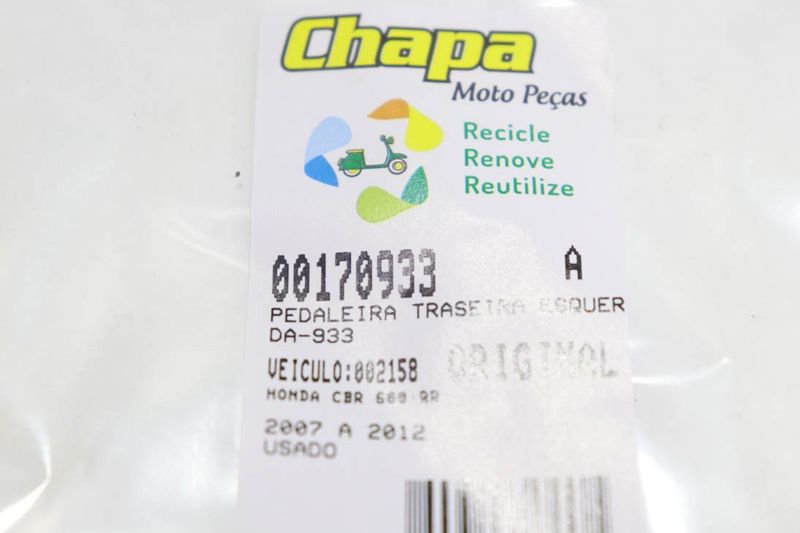 Chapa
Moto Peças
Recicle
Renove
Reutilize
00170933 A
PEDALEIRA TRASEIRA ESQUER
DA-933
VEICULO:002158 ORIGINAL
HONDA CBR 600 RR
2007 A 2012
USADO